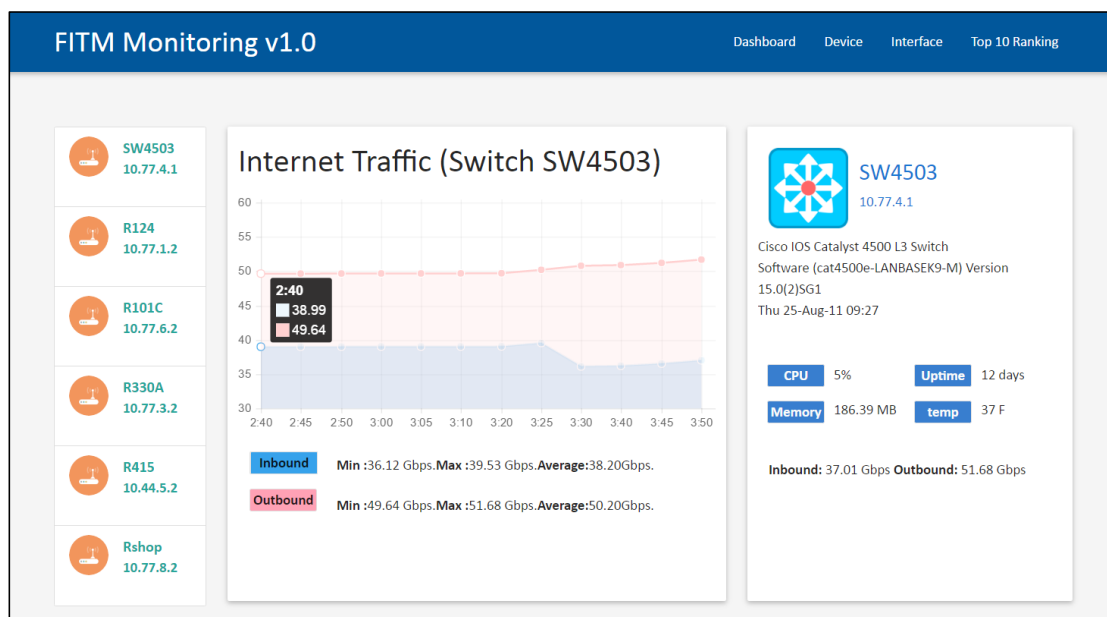 FITM Monitoring v1.0
Dashboard Device Interface Top 10 Ranking
SW4503
10.77.4.1
R124
10.77.1.2
R101C
10.77.6.2
R330A
10.77.3.2
R415
10.44.5.2
Rshop
10.77.8.2
Internet Traffic (Switch SW4503)
60
55
50
45
40
35
30
2:40
38.99
49.64
2:40 2:45 2:50 3:00 3:05 3:10 3:20 3:25 3:30 3:40 3:45 3:50
Inbound Min :36.12 Gbps.Max :39.53 Gbps.Average:38.20Gbps.
Outbound Min :49.64 Gbps.Max :51.68 Gbps.Average:50.20Gbps.
SW4503
10.77.4.1
Cisco IOS Catalyst 4500 L3 Switch
Software (cat4500e-LANBASEK9-M) Version
15.0(2)SG1
Thu 25-Aug-11 09:27
CPU 5% Uptime 12 days
Memory 186.39 MB temp 37 F
Inbound: 37.01 Gbps Outbound: 51.68 Gbps